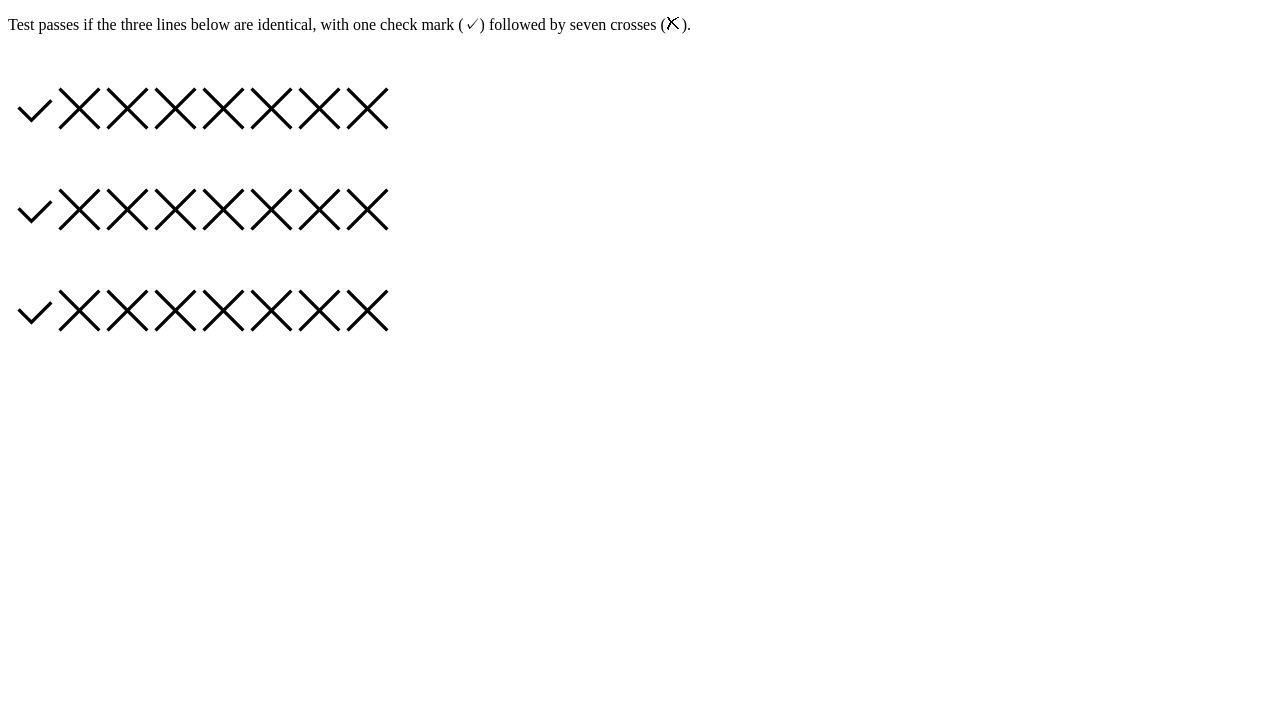 Test passes if the three lines below are identical, with one check mark (✓) followed by seven crosses (✗).
✓✗✗✗✗✗✗✗
✓✗✗✗✗✗✗✗
✓✗✗✗✗✗✗✗